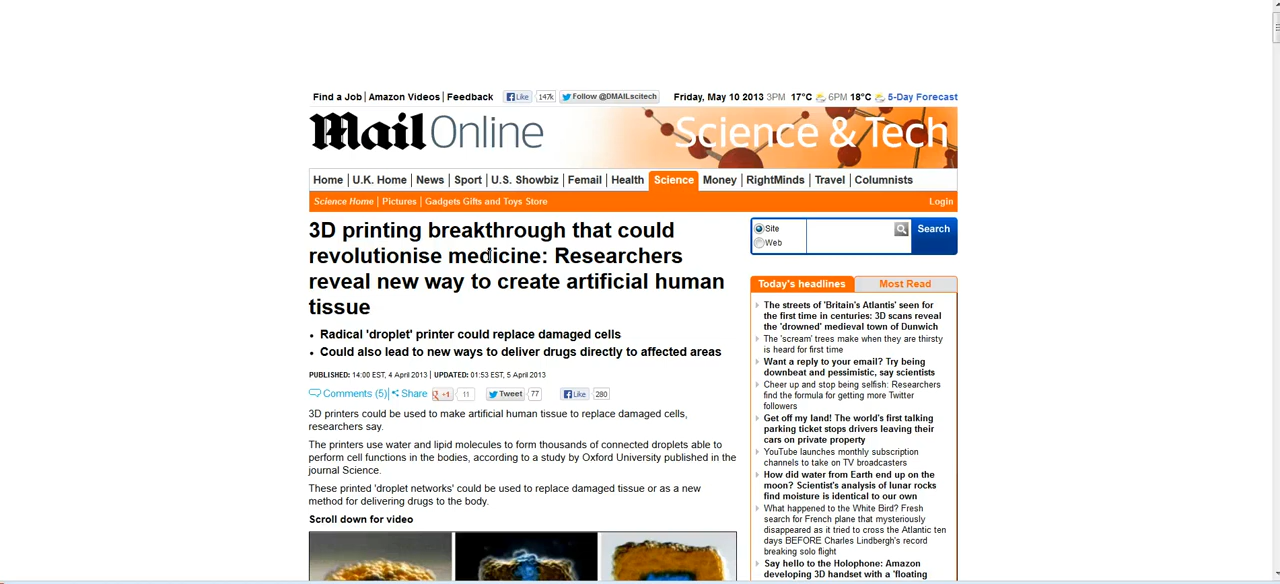 Find a Job | Amazon Videos | Feedback Like 147k Follow @DMAILscitech Friday, May 10 2013 3PM 17°C 6PM 18°C 5-Day Forecast
Mail Online Science & Tech
Home | U.K. Home | News | Sport | U.S. Showbiz | Femail | Health Science Money | RightMinds | Travel | Columnists
Science Home | Pictures | Gadgets Gifts and Toys Store Login
3D printing breakthrough that could
revolutionise medicine: Researchers
reveal new way to create artificial human
tissue
• Radical 'droplet' printer could replace damaged cells
• Could also lead to new ways to deliver drugs directly to affected areas
PUBLISHED: 14:00 EST, 4 April 2013 | UPDATED: 01:53 EST, 5 April 2013
Comments (5) | Share +1 11 Tweet 77 Like 280
3D printers could be used to make artificial human tissue to replace damaged cells,
researchers say.
The printers use water and lipid molecules to form thousands of connected droplets able to
perform cell functions in the bodies, according to a study by Oxford University published in the
journal Science.
These printed 'droplet networks' could be used to replace damaged tissue or as a new
method for delivering drugs to the body.
Scroll down for video
Site
Web
Search
Today's headlines Most Read
The streets of 'Britain's Atlantis' seen for
the first time in centuries: 3D scans reveal
the 'drowned' medieval town of Dunwich
The 'scream' trees make when they are thirsty
is heard for first time
Want a reply to your email? Try being
downbeat and pessimistic, say scientists
Cheer up and stop being selfish: Researchers
find the formula for getting more Twitter
followers
Get off my land! The world's first talking
parking ticket stops drivers leaving their
cars on private property
YouTube launches monthly subscription
channels to take on TV broadcasters
How did water from Earth end up on the
moon? Scientist's analysis of lunar rocks
find moisture is identical to our own
What happened to the White Bird? Fresh
search for French plane that mysteriously
disappeared as it tried to cross the Atlantic ten
days BEFORE Charles Lindbergh's record
breaking solo flight
Say hello to the Holophone: Amazon
developing 3D handset with a 'floating